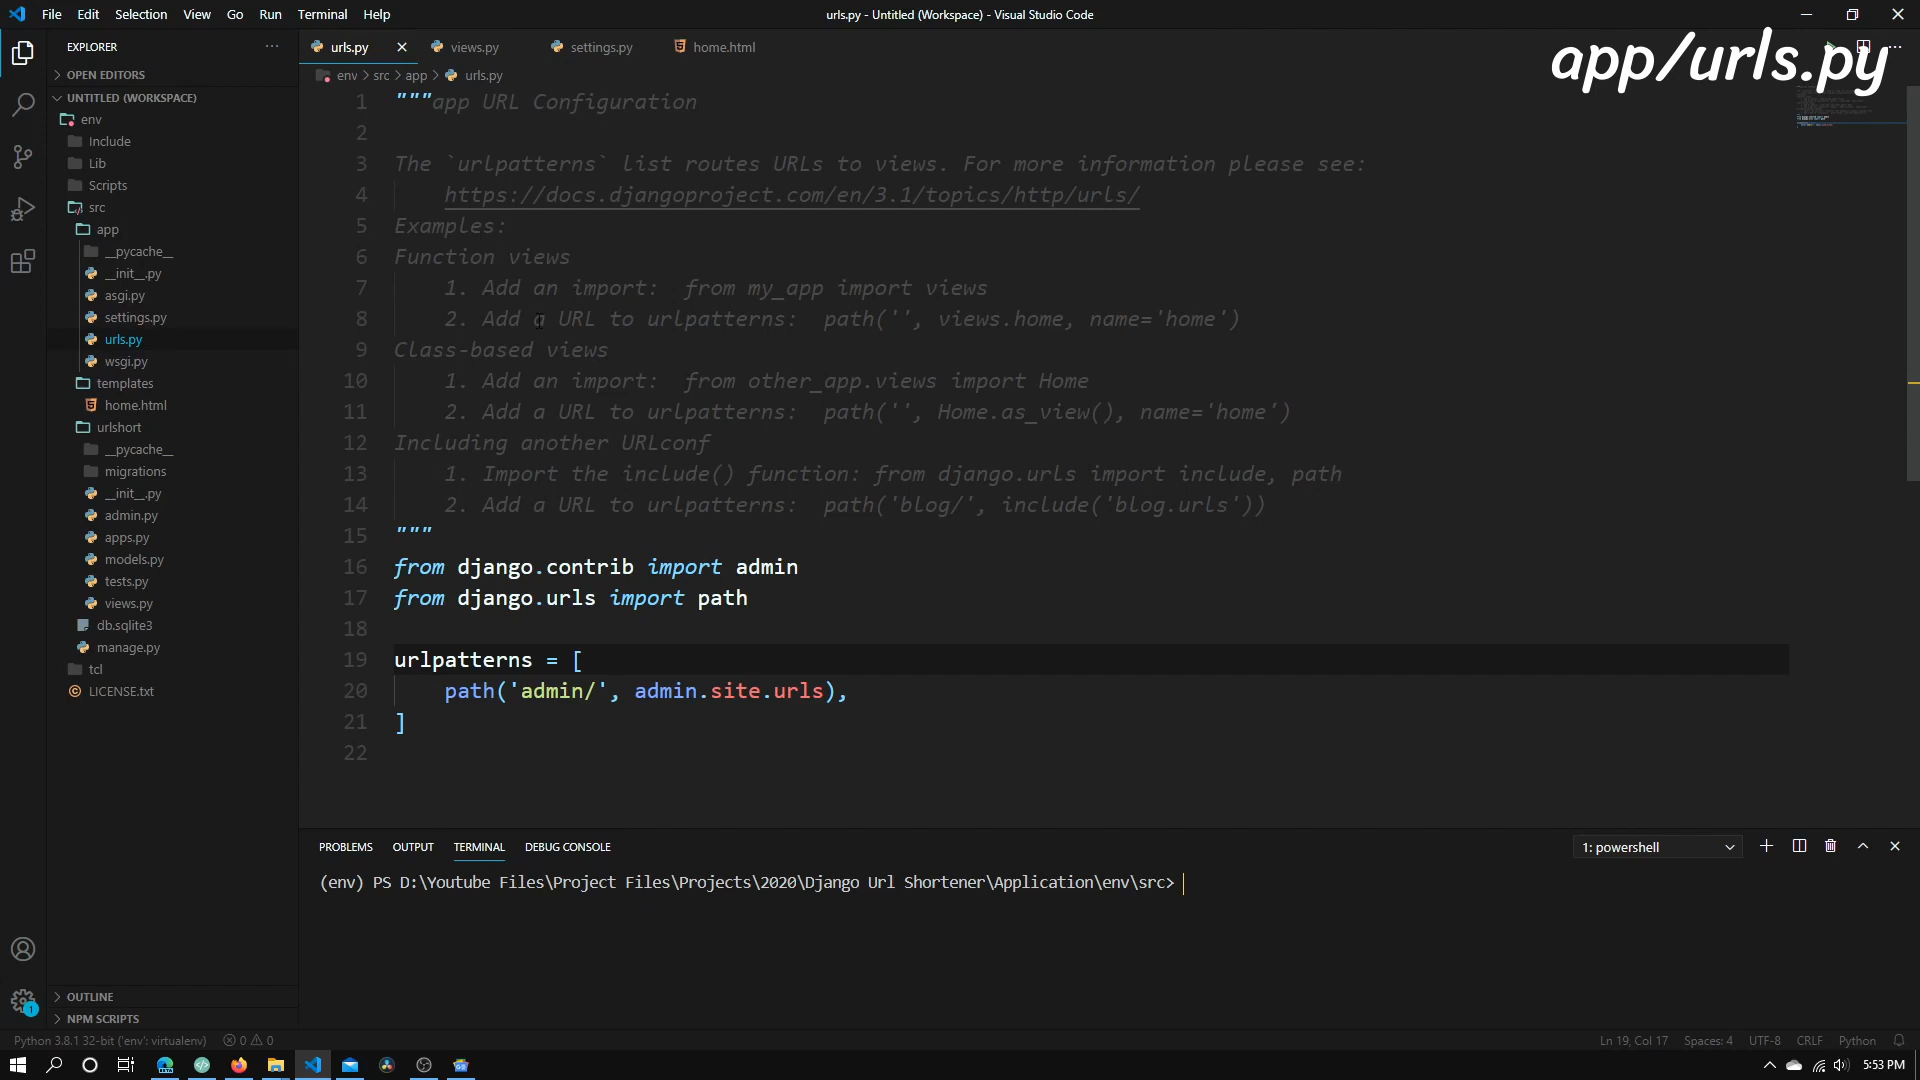 File Edit Selection View Go Run Terminal Help
urls.py - Untitled (Workspace) - Visual Studio Code
app/urls.py
EXPLORER
OPEN EDITORS
UNTITLED (WORKSPACE)
env
Include
Lib
Scripts
src
app
__pycache__
__init__.py
asgi.py
settings.py
urls.py
wsgi.py
templates
home.html
urlshort
__pycache__
migrations
__init__.py
admin.py
apps.py
models.py
tests.py
views.py
db.sqlite3
manage.py
tcl
LICENSE.txt
OUTLINE
NPM SCRIPTS
urls.py views.py settings.py home.html
env > src > app > urls.py
1 """app URL Configuration
2
3 The `urlpatterns` list routes URLs to views. For more information please see:
4 https://docs.djangoproject.com/en/3.1/topics/http/urls/
5 Examples:
6 Function views
7 1. Add an import:  from my_app import views
8 2. Add a URL to urlpatterns:  path('', views.home, name='home')
9 Class-based views
10 1. Add an import:  from other_app.views import Home
11 2. Add a URL to urlpatterns:  path('', Home.as_view(), name='home')
12 Including another URLconf
13 1. Import the include() function: from django.urls import include, path
14 2. Add a URL to urlpatterns:  path('blog/', include('blog.urls'))
15 """
16 from django.contrib import admin
17 from django.urls import path
18
19 urlpatterns = [
20 path('admin/', admin.site.urls),
21 ]
22
PROBLEMS OUTPUT TERMINAL DEBUG CONSOLE
1: powershell
(env) PS D:\Youtube Files\Project Files\Projects\2020\Django Url Shortener\Application\env\src>
1
Python 3.8.1 32-bit ('env': virtualenv) 0 0
Ln 19, Col 17 Spaces: 4 UTF-8 CRLF Python
BETA
5:53 PM